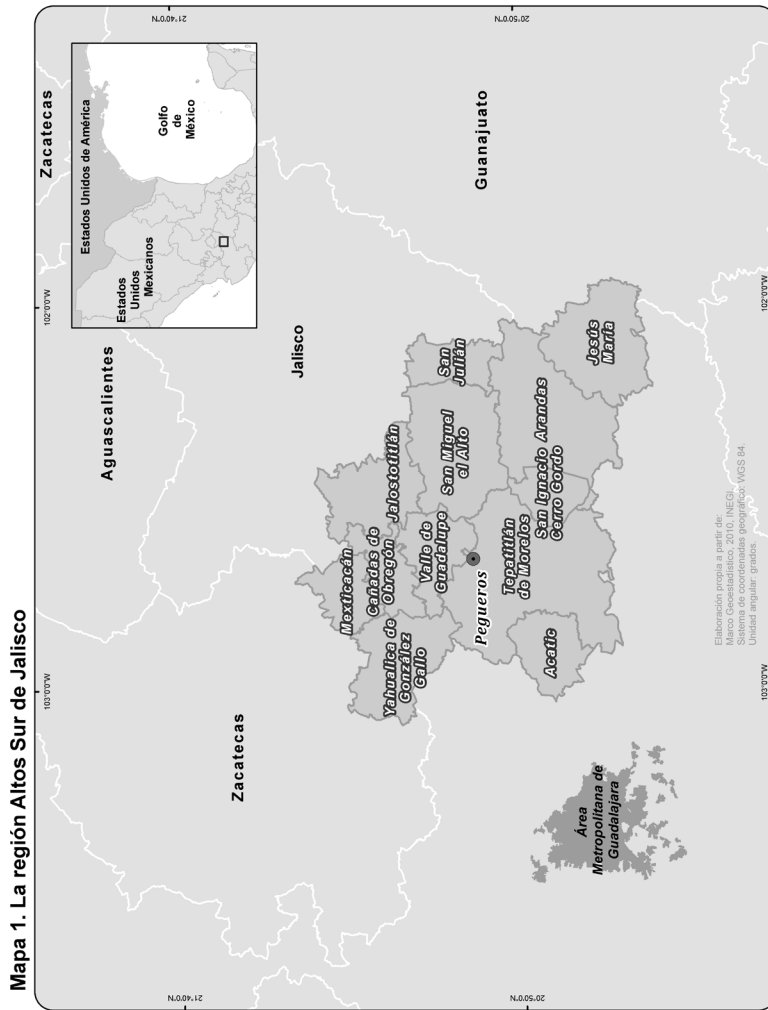 Mapa 1. La región Altos Sur de Jalisco
103°0'0"W
102°0'0"W
21°40'0"N
21°40'0"N
20°50'0"N
20°50'0"N
103°0'0"W
102°0'0"W
Zacatecas
Aguascalientes
Zacatecas
Jalisco
Guanajuato
Estados Unidos de América
Estados
Unidos
Mexicanos
Golfo
de
México
Mexticacán
Yahualica de
González
Gallo
Cañadas de
Obregón
Jalostotitlán
Valle de
Guadalupe
San Miguel
el Alto
San
Julián
Pegueros
Tepatitlán
de Morelos
San Ignacio
Cerro Gordo
Arandas
Jesús
María
Acatic
Área
Metropolitana de
Guadalajara
Elaboración propia a partir de:
Marco Geoestadístico, 2010, INEGI.
Sistema de coordenadas geográfico: WGS 84.
Unidad angular: grados.